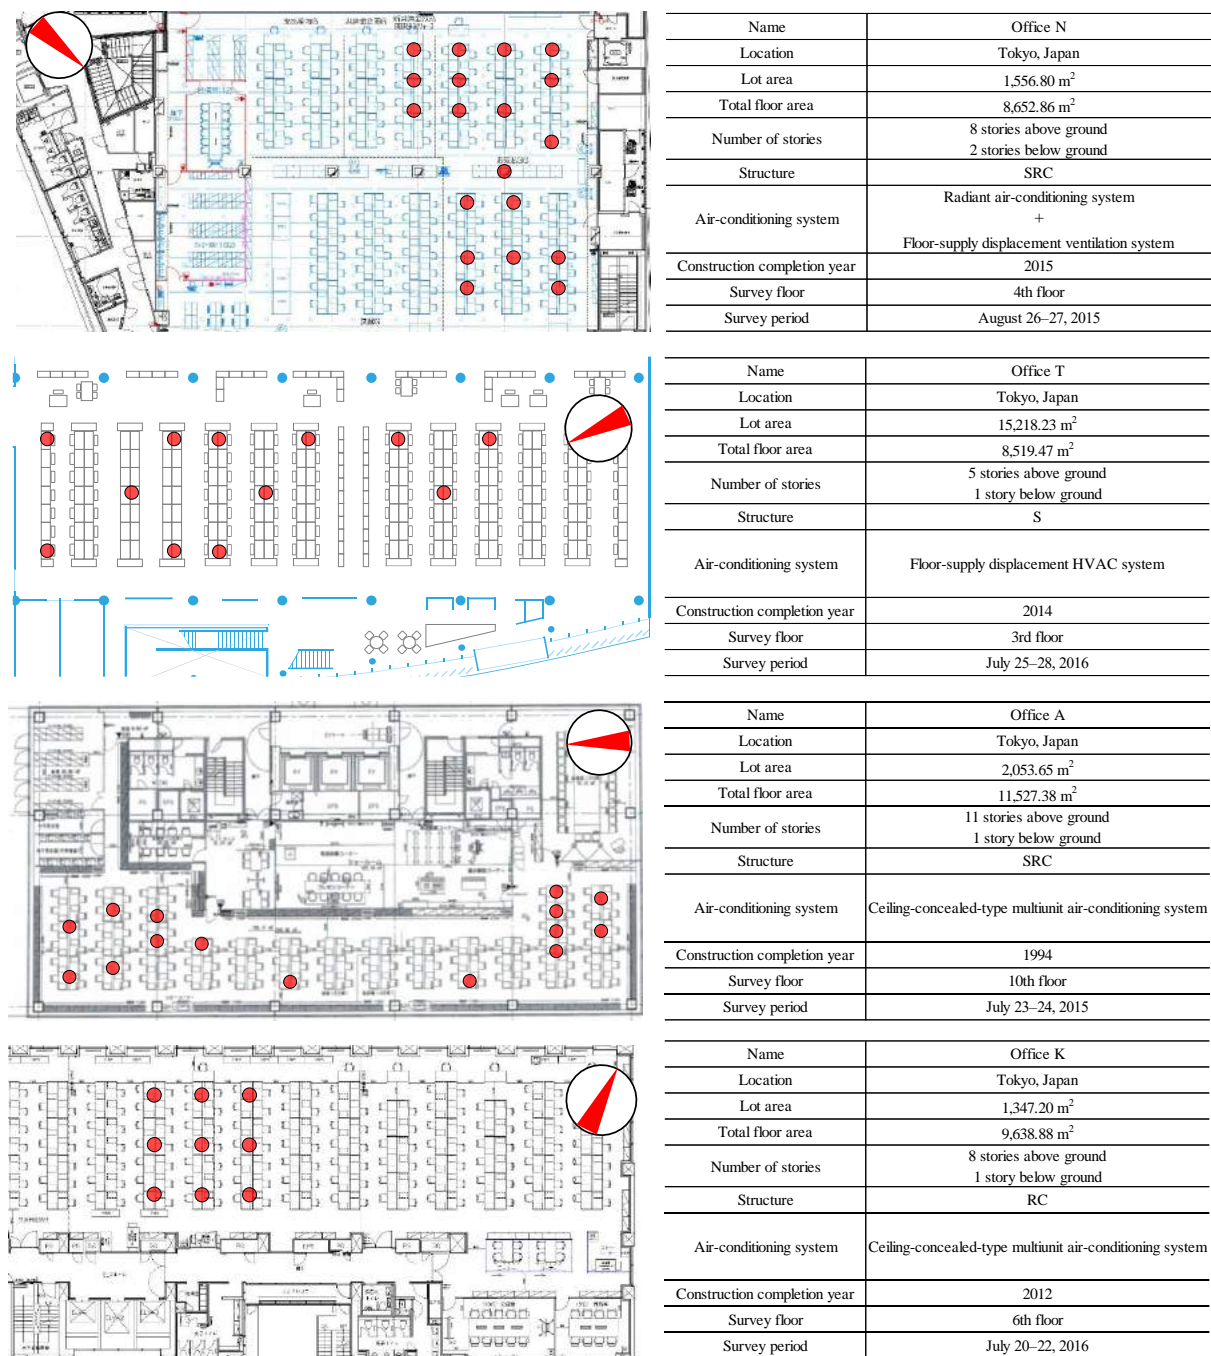 Name Office N
Location Tokyo, Japan
Lot area 1,556.80 m²
Total floor area 8,652.86 m²
Number of stories 8 stories above ground
2 stories below ground
Structure SRC
Air-conditioning system Radiant air-conditioning system
+
Floor-supply displacement ventilation system
Construction completion year 2015
Survey floor 4th floor
Survey period August 26–27, 2015
Name Office T
Location Tokyo, Japan
Lot area 15,218.23 m²
Total floor area 8,519.47 m²
Number of stories 5 stories above ground
1 story below ground
Structure S
Air-conditioning system Floor-supply displacement HVAC system
Construction completion year 2014
Survey floor 3rd floor
Survey period July 25–28, 2016
Name Office A
Location Tokyo, Japan
Lot area 2,053.65 m²
Total floor area 11,527.38 m²
Number of stories 11 stories above ground
1 story below ground
Structure SRC
Air-conditioning system Ceiling-concealed-type multiunit air-conditioning system
Construction completion year 1994
Survey floor 10th floor
Survey period July 23–24, 2015
Name Office K
Location Tokyo, Japan
Lot area 1,347.20 m²
Total floor area 9,638.88 m²
Number of stories 8 stories above ground
1 story below ground
Structure RC
Air-conditioning system Ceiling-concealed-type multiunit air-conditioning system
Construction completion year 2012
Survey floor 6th floor
Survey period July 20–22, 2016